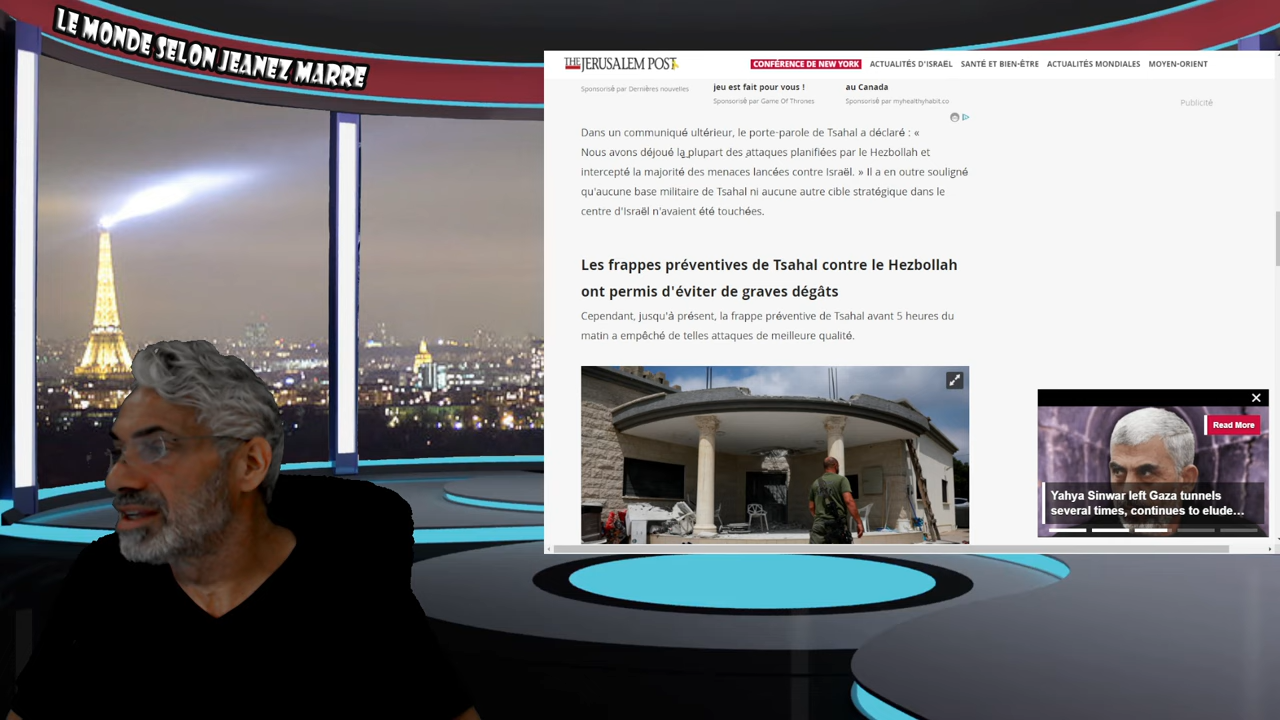 LE MONDE SELON JEANEZ MARRE
THE JERUSALEM POST
CONFÉRENCE DE NEW YORK ACTUALITÉS D'ISRAËL SANTÉ ET BIEN-ÊTRE ACTUALITÉS MONDIALES MOYEN-ORIENT
Sponsorisé par Dernières nouvelles
jeu est fait pour vous !
Sponsorisé par Game Of Thrones
au Canada
Sponsorisé par myhealthyhabit.co
Publicité
Dans un communiqué ultérieur, le porte-parole de Tsahal a déclaré : «
Nous avons déjoué la plupart des attaques planifiées par le Hezbollah et
intercepté la majorité des menaces lancées contre Israël. » Il a en outre souligné
qu'aucune base militaire de Tsahal ni aucune autre cible stratégique dans le
centre d'Israël n'avaient été touchées.
Les frappes préventives de Tsahal contre le Hezbollah
ont permis d'éviter de graves dégâts
Cependant, jusqu'à présent, la frappe préventive de Tsahal avant 5 heures du
matin a empêché de telles attaques de meilleure qualité.
Read More
Yahya Sinwar left Gaza tunnels
several times, continues to elude...